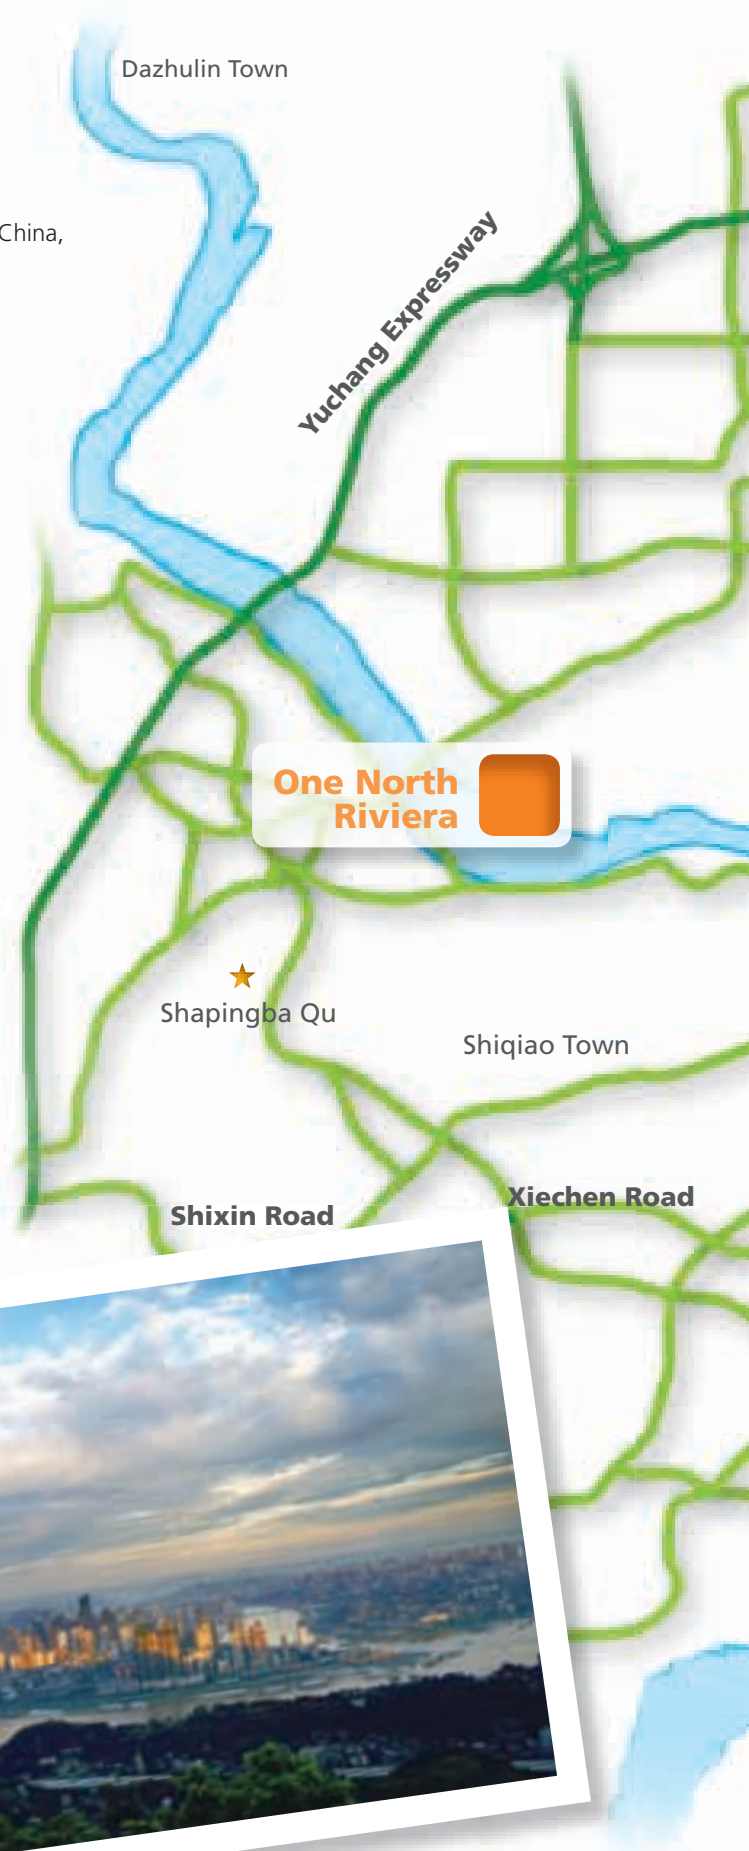 Dazhulin Town
China,
Yuchang Expressway
One North
Riviera
Shapingba Qu
Shiqiao Town
Xiechen Road
Shixin Road